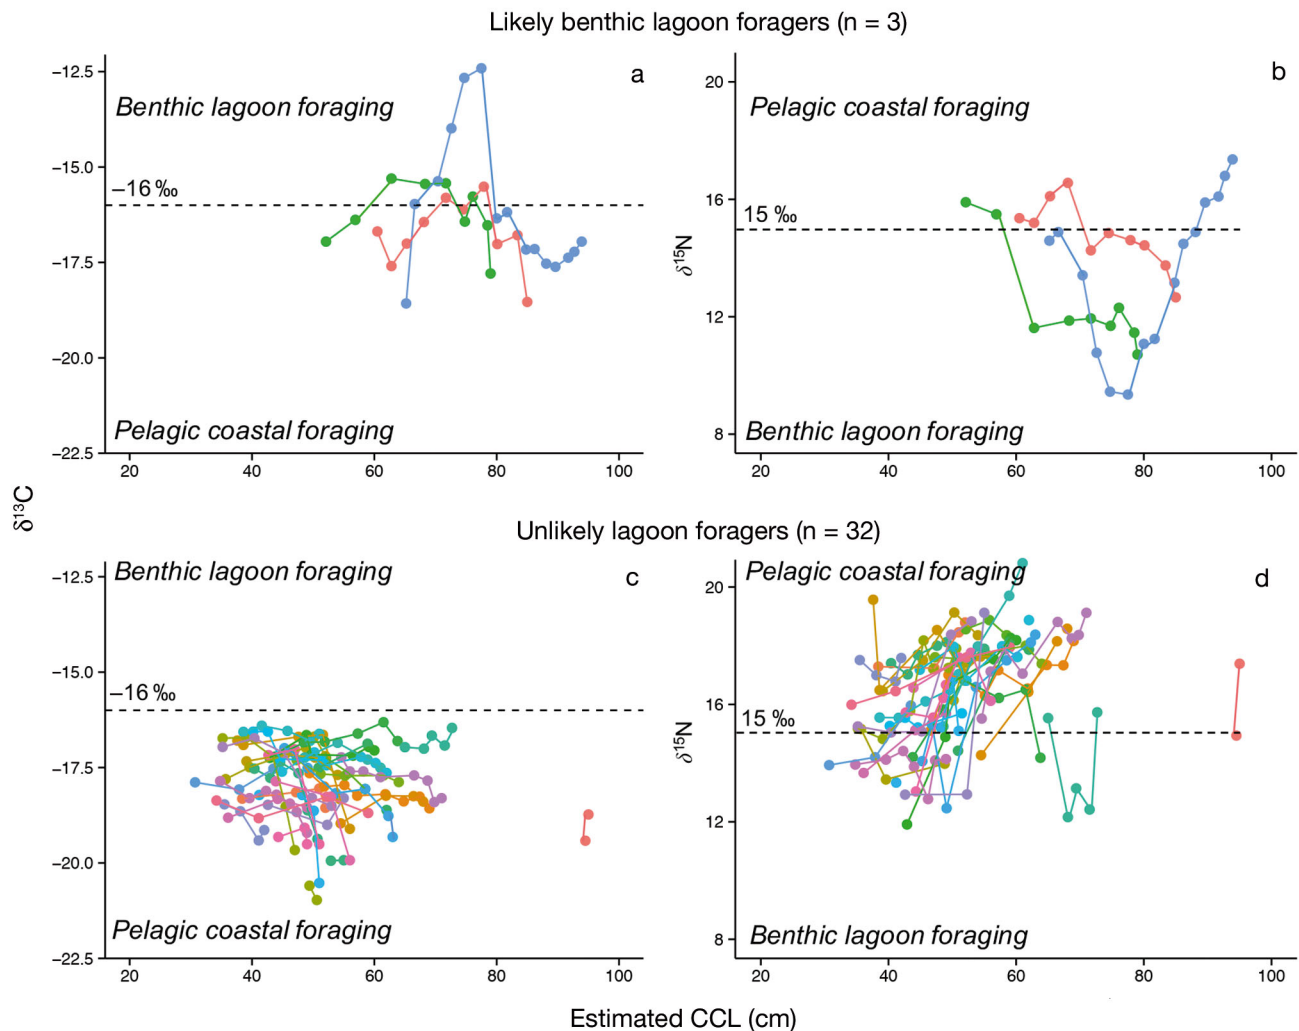 Likely benthic lagoon foragers (n = 3)
a
−12.5
−15.0
−17.5
−20.0
−22.5
Benthic lagoon foraging
−16 ‰
Pelagic coastal foraging
20 40 60 80 100
b
20
16
12
8
δ15N
Pelagic coastal foraging
15 ‰
Benthic lagoon foraging
20 40 60 80 100
δ13C
Unlikely lagoon foragers (n = 32)
c
−12.5
−15.0
−17.5
−20.0
−22.5
Benthic lagoon foraging
−16 ‰
Pelagic coastal foraging
20 40 60 80 100
d
20
16
12
8
δ15N
Pelagic coastal foraging
15 ‰
Benthic lagoon foraging
20 40 60 80 100
Estimated CCL (cm)